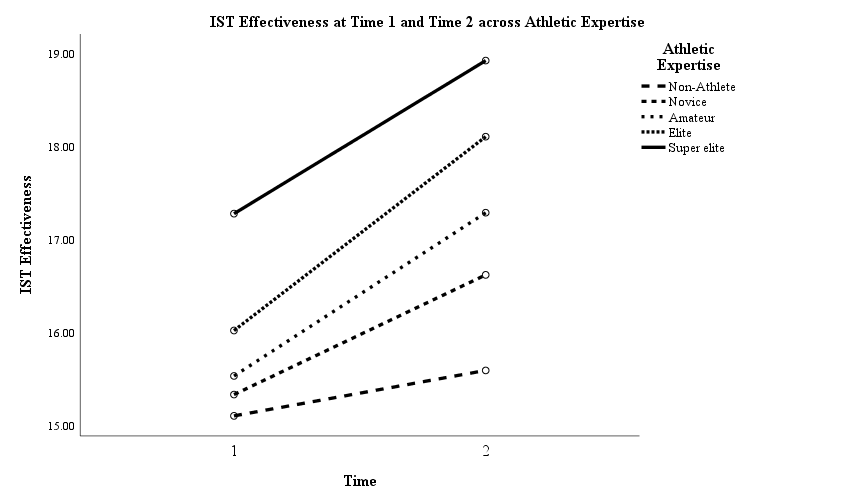 IST Effectiveness at Time 1 and Time 2 across Athletic Expertise
19.00
18.00
17.00
16.00
15.00
IST Effectiveness
1
2
Time
Athletic
Expertise
Non-Athlete
Novice
Amateur
Elite
Super elite